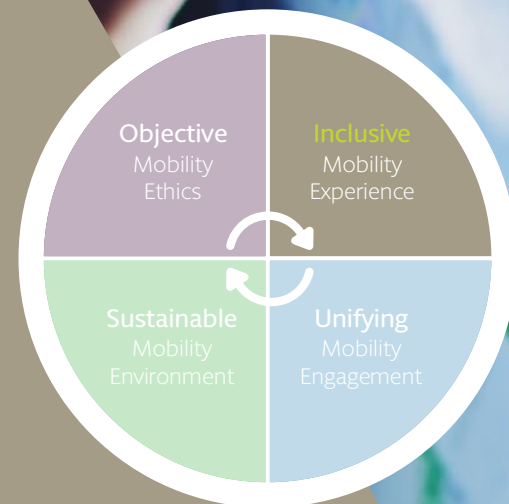 Objective
Mobility
Ethics
Inclusive
Mobility
Experience
Sustainable
Mobility
Environment
Unifying
Mobility
Engagement